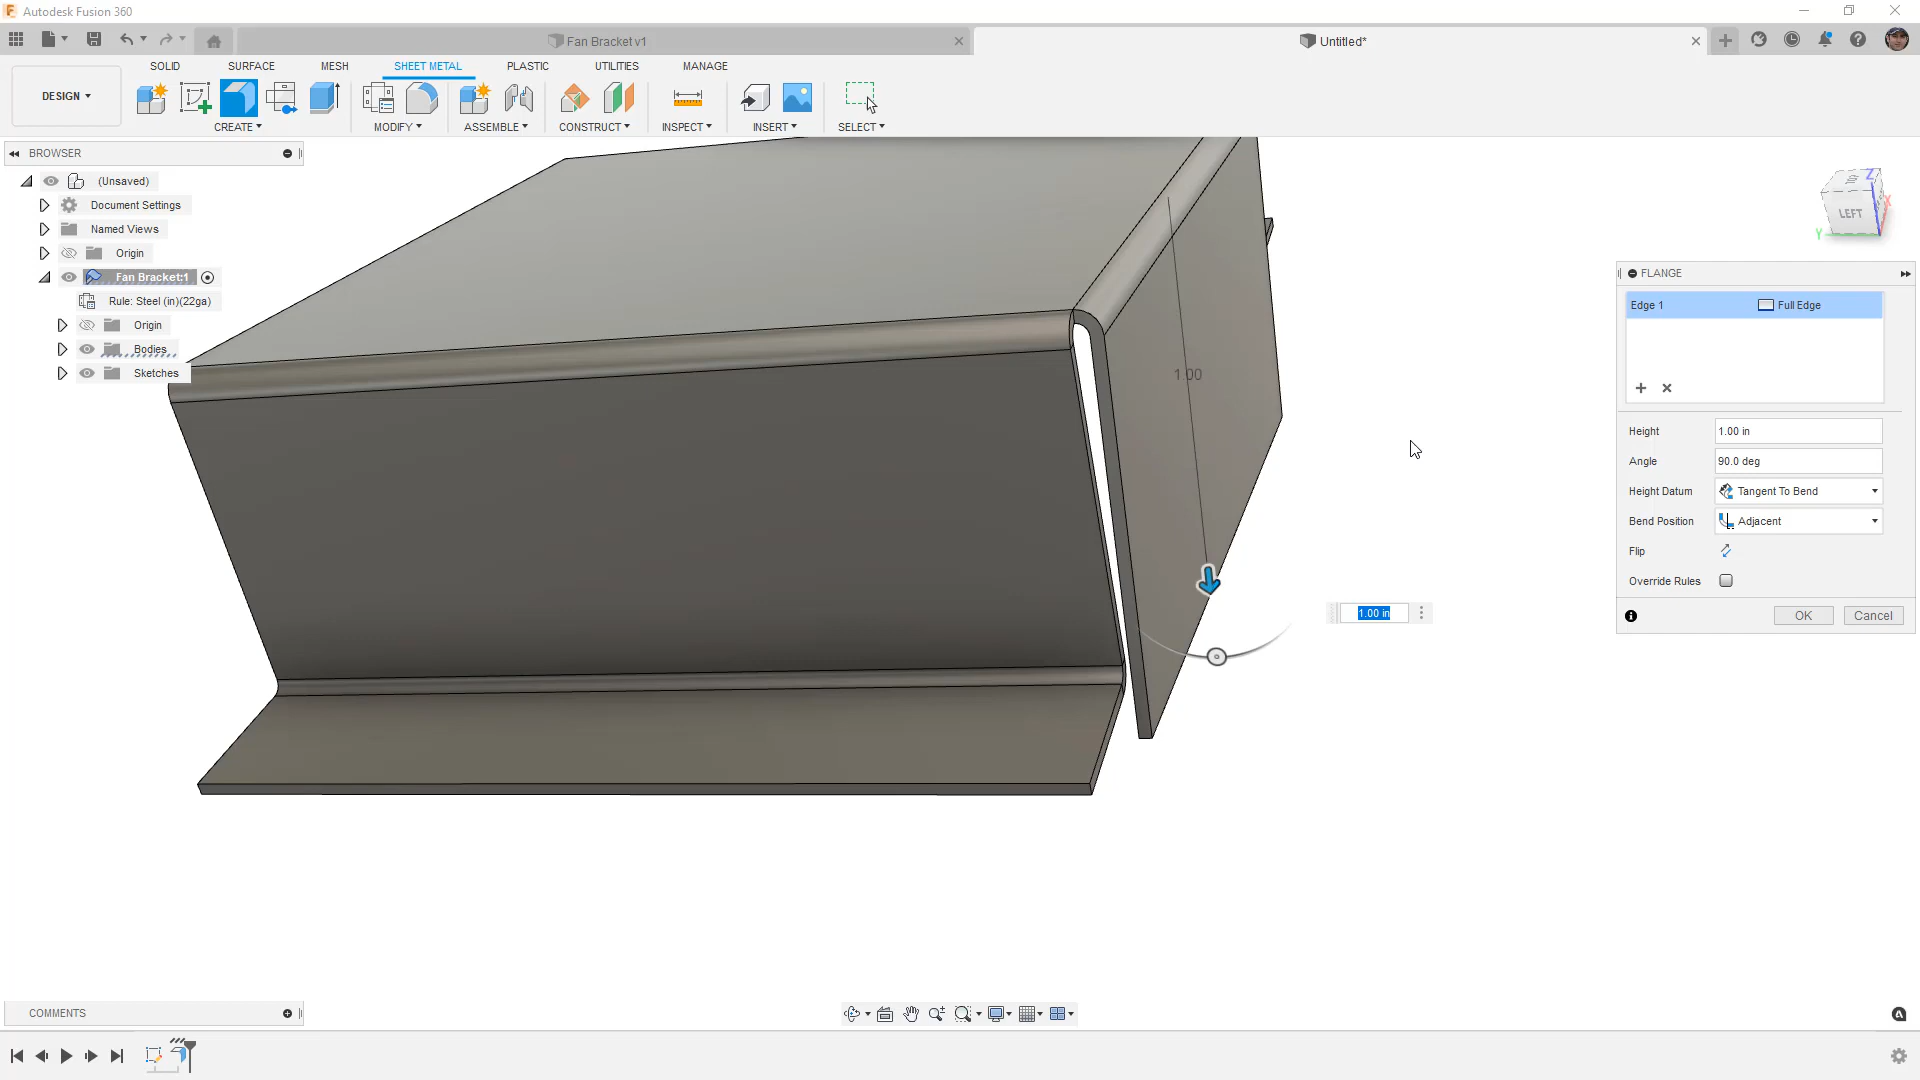 Autodesk Fusion 360
Fan Bracket v1
Untitled*
SOLID SURFACE MESH SHEET METAL PLASTIC UTILITIES MANAGE
DESIGN
CREATE MODIFY ASSEMBLE CONSTRUCT INSPECT INSERT SELECT
BROWSER
(Unsaved)
Document Settings
Named Views
Origin
Fan Bracket:1
Rule: Steel (in)(22ga)
Origin
Bodies
Sketches
Z
LEFT
X
Y
FLANGE
Edge 1 Full Edge
Height 1.00 in
Angle 90.0 deg
Height Datum Tangent To Bend
Bend Position Adjacent
Flip
Override Rules
OK Cancel
1.00
1.00 in
COMMENTS